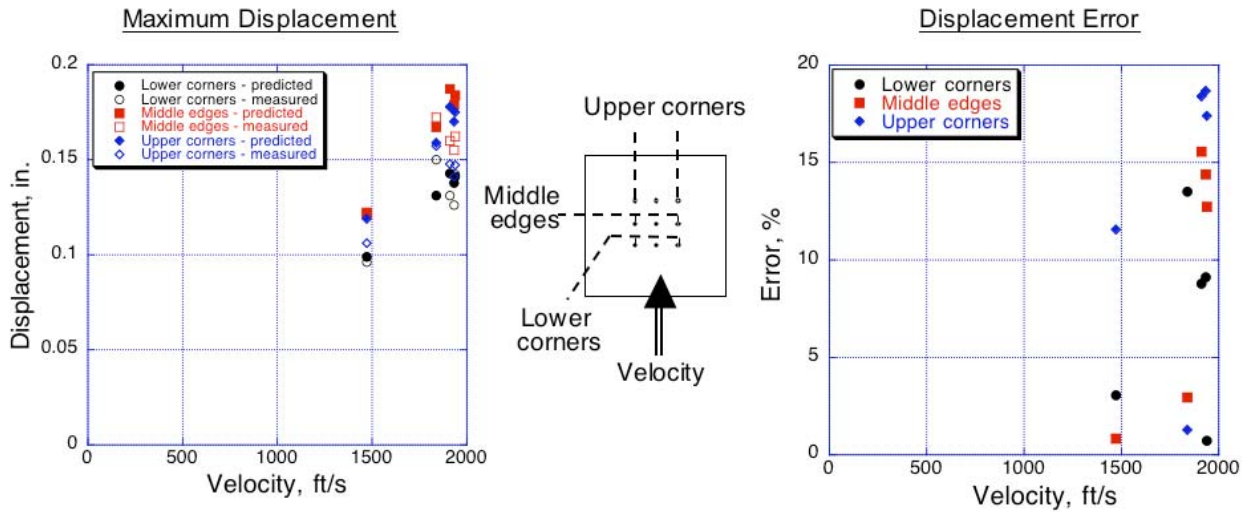 Maximum Displacement
0.2
0.15
0.1
0.05
0
Displacement, in.
Lower corners - predicted
Lower corners - measured
Middle edges - predicted
Middle edges - measured
Upper corners - predicted
Upper corners - measured
0 500 1000 1500 2000
Velocity, ft/s
Upper corners
Middle
edges
Lower
corners
Velocity
Displacement Error
20
15
10
5
0
Error, %
Lower corners
Middle edges
Upper corners
0 500 1000 1500 2000
Velocity, ft/s